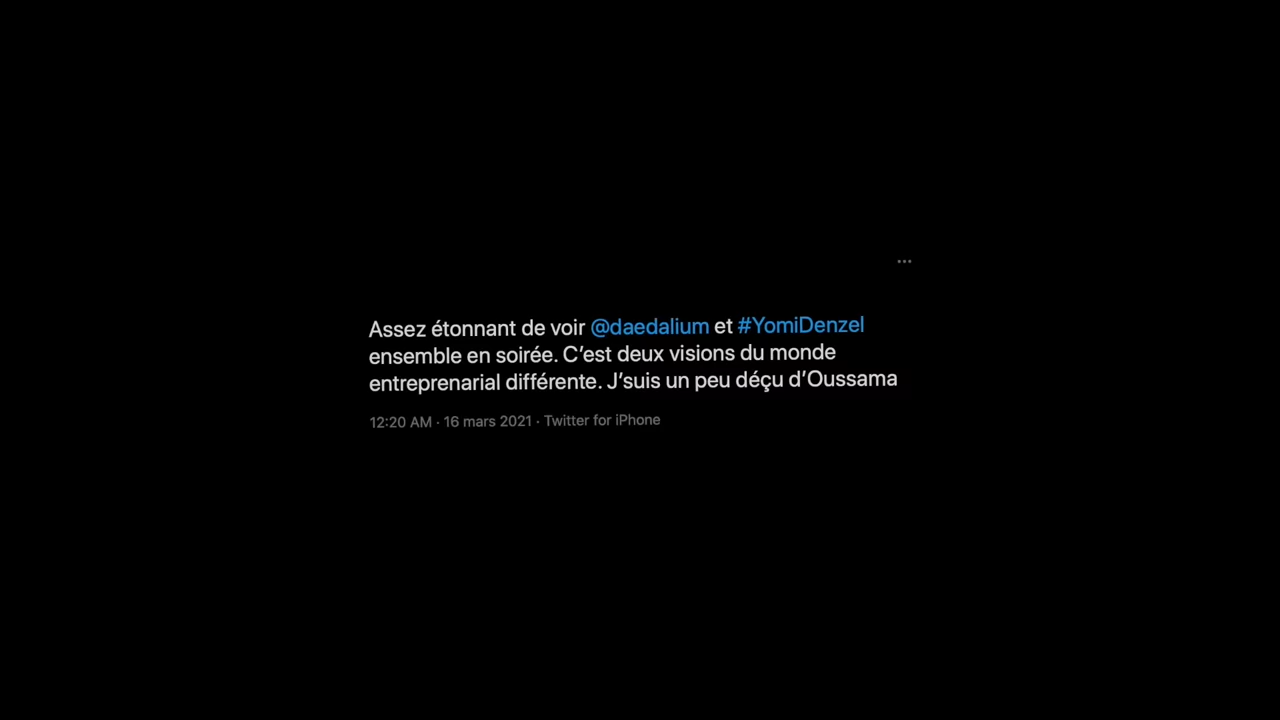 Assez étonnant de voir @daedalium et #YomiDenzel
ensemble en soirée. C’est deux visions du monde
entreprenarial différente. J’suis un peu déçu d’Oussama
12:20 AM · 16 mars 2021 · Twitter for iPhone